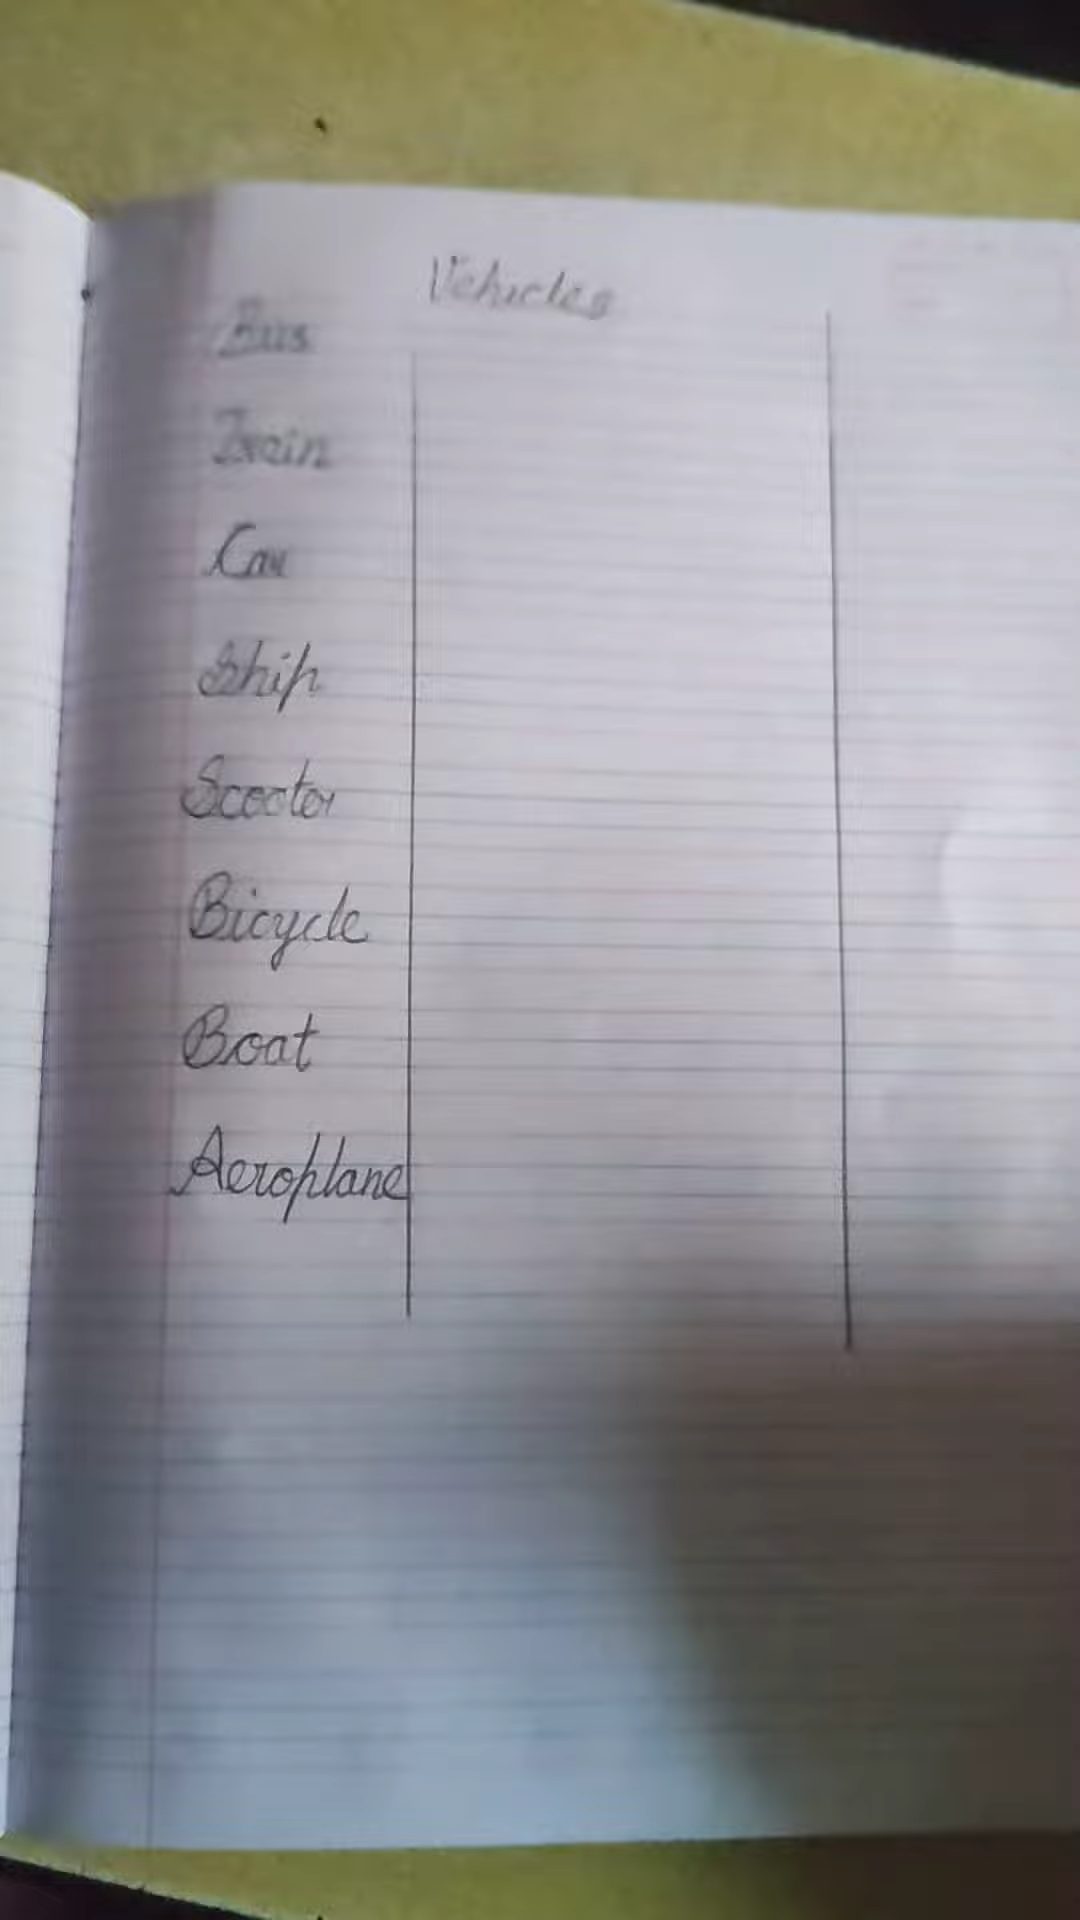 Vehicles
Bus
Train
Car
Ship
Scooter
Bicycle
Boat
Aeroplane